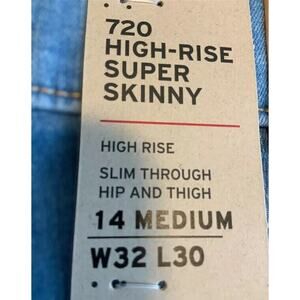 720
HIGH-RISE
SUPER
SKINNY
HIGH RISE
SLIM THROUGH
HIP AND THIGH
14 MEDIUM
W32 L30